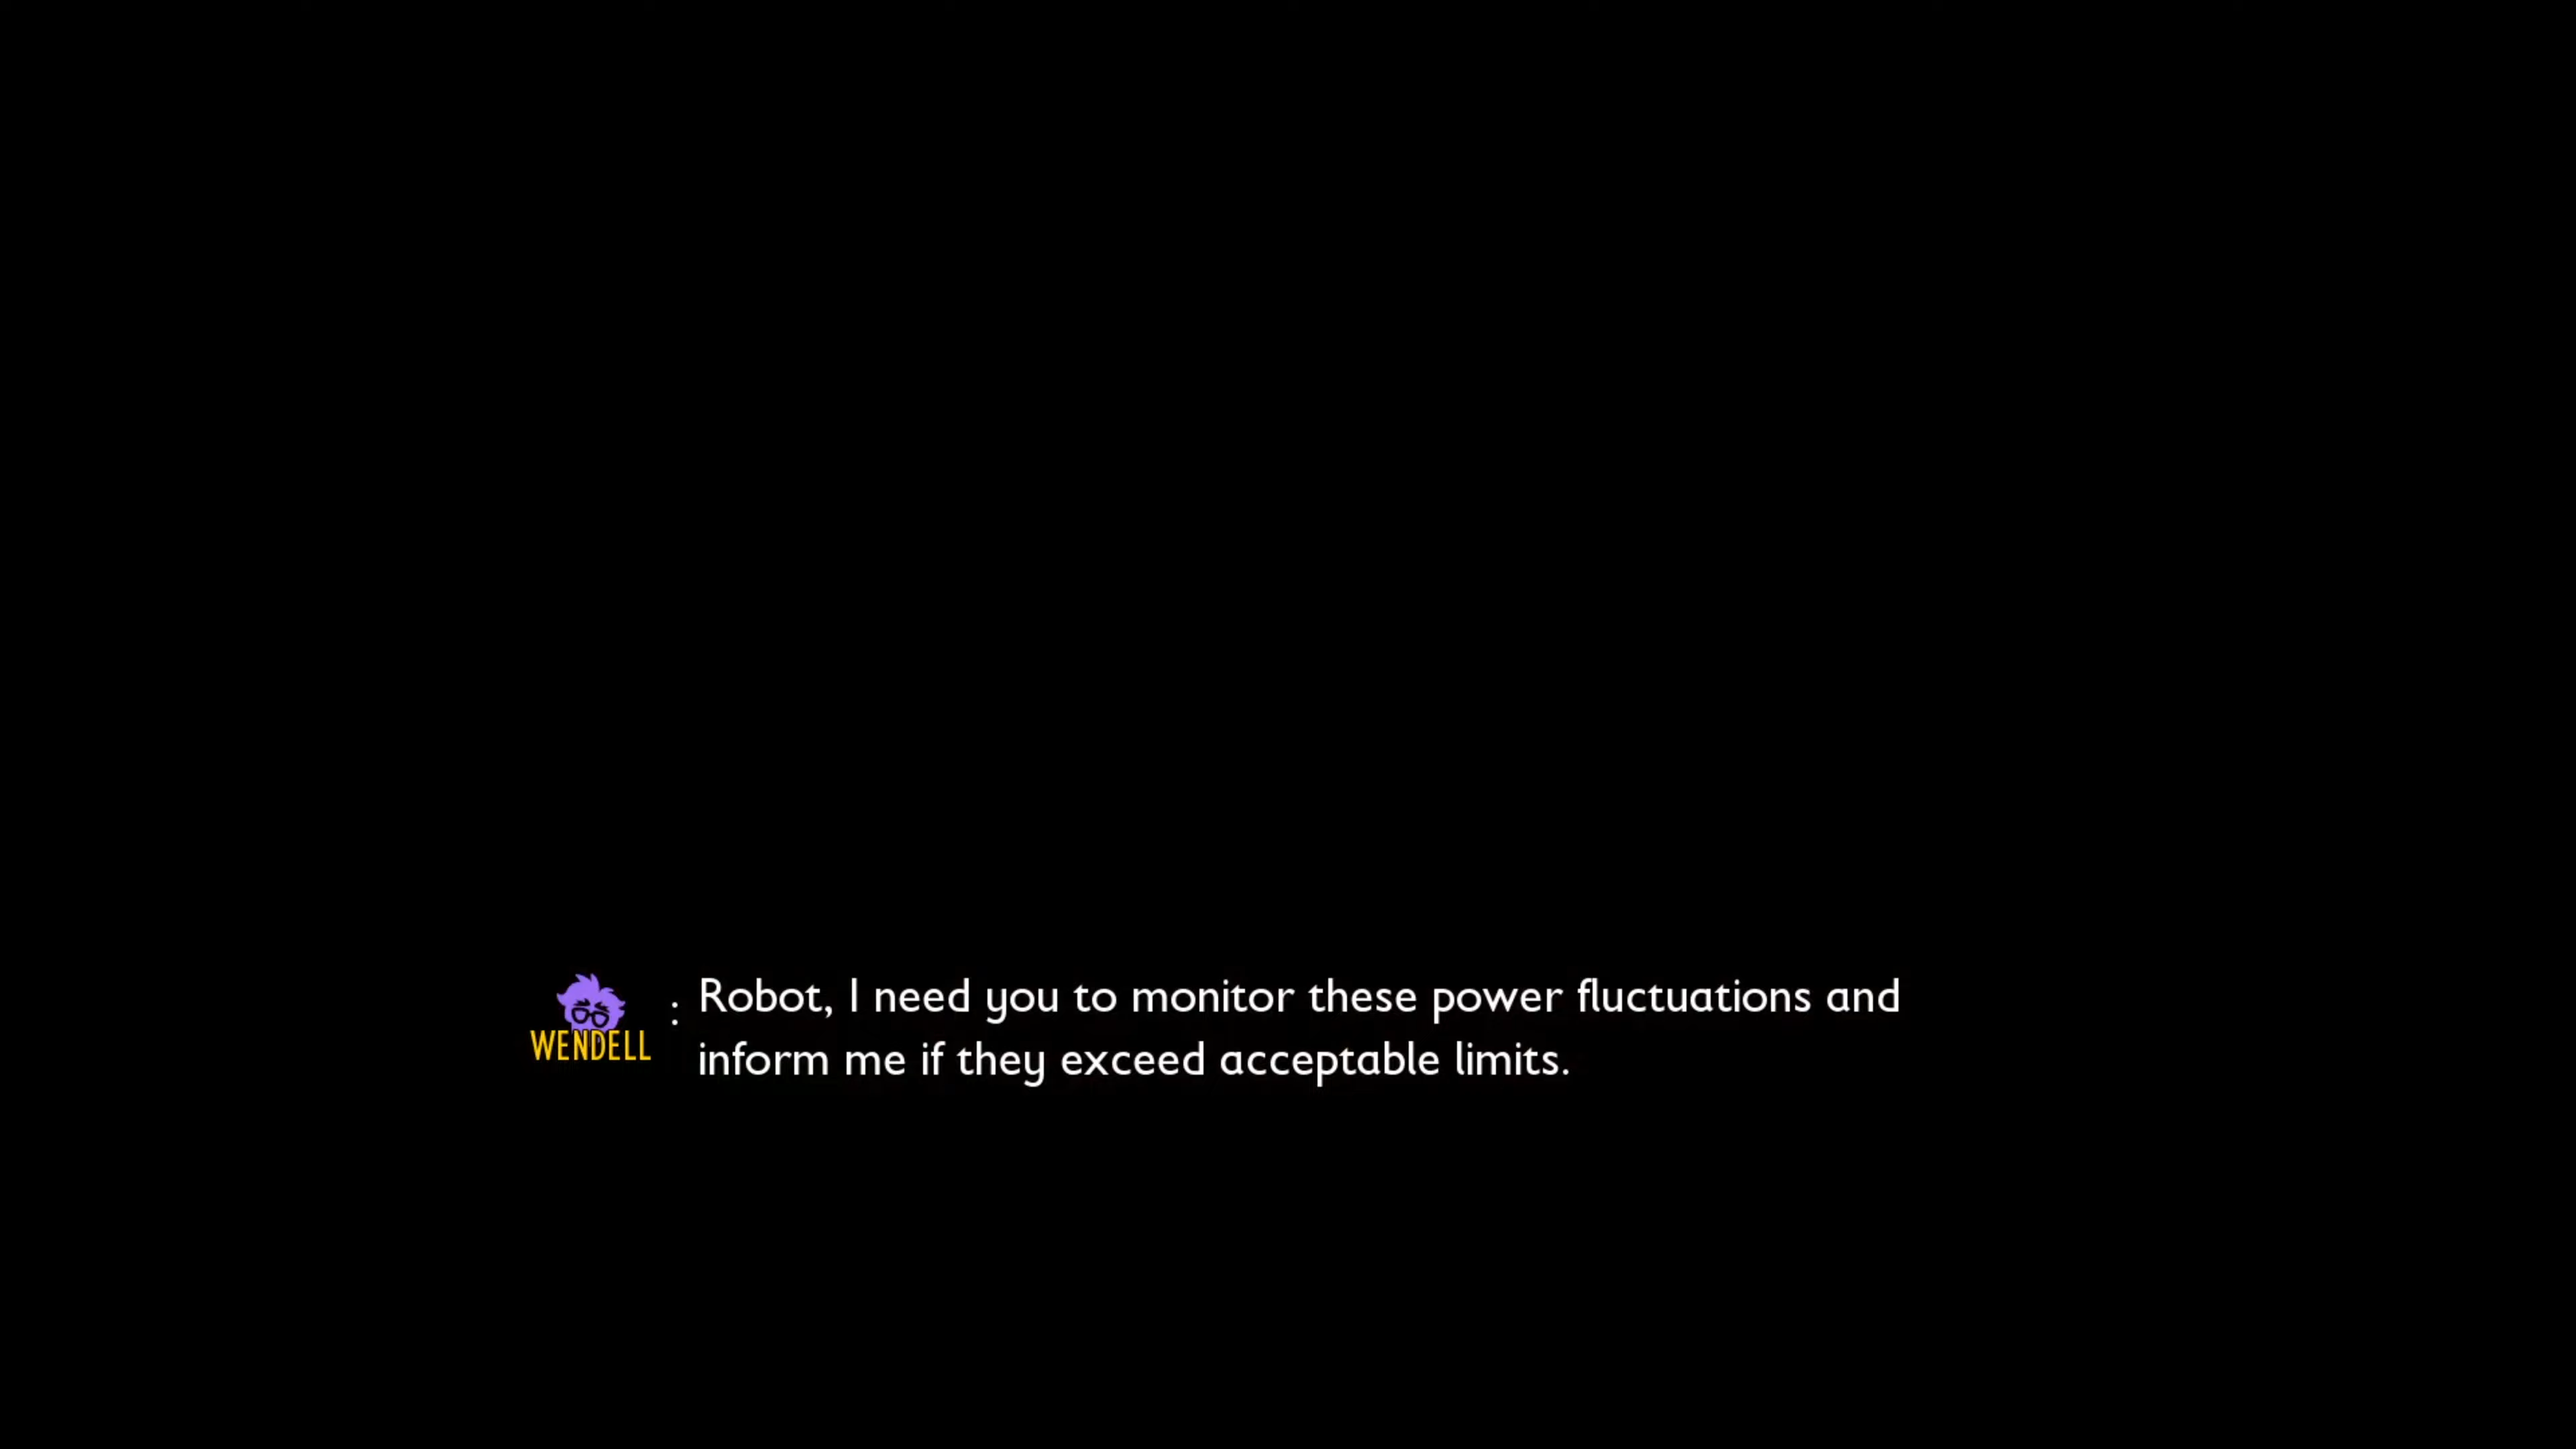 WENDELL : Robot, I need you to monitor these power fluctuations and
inform me if they exceed acceptable limits.